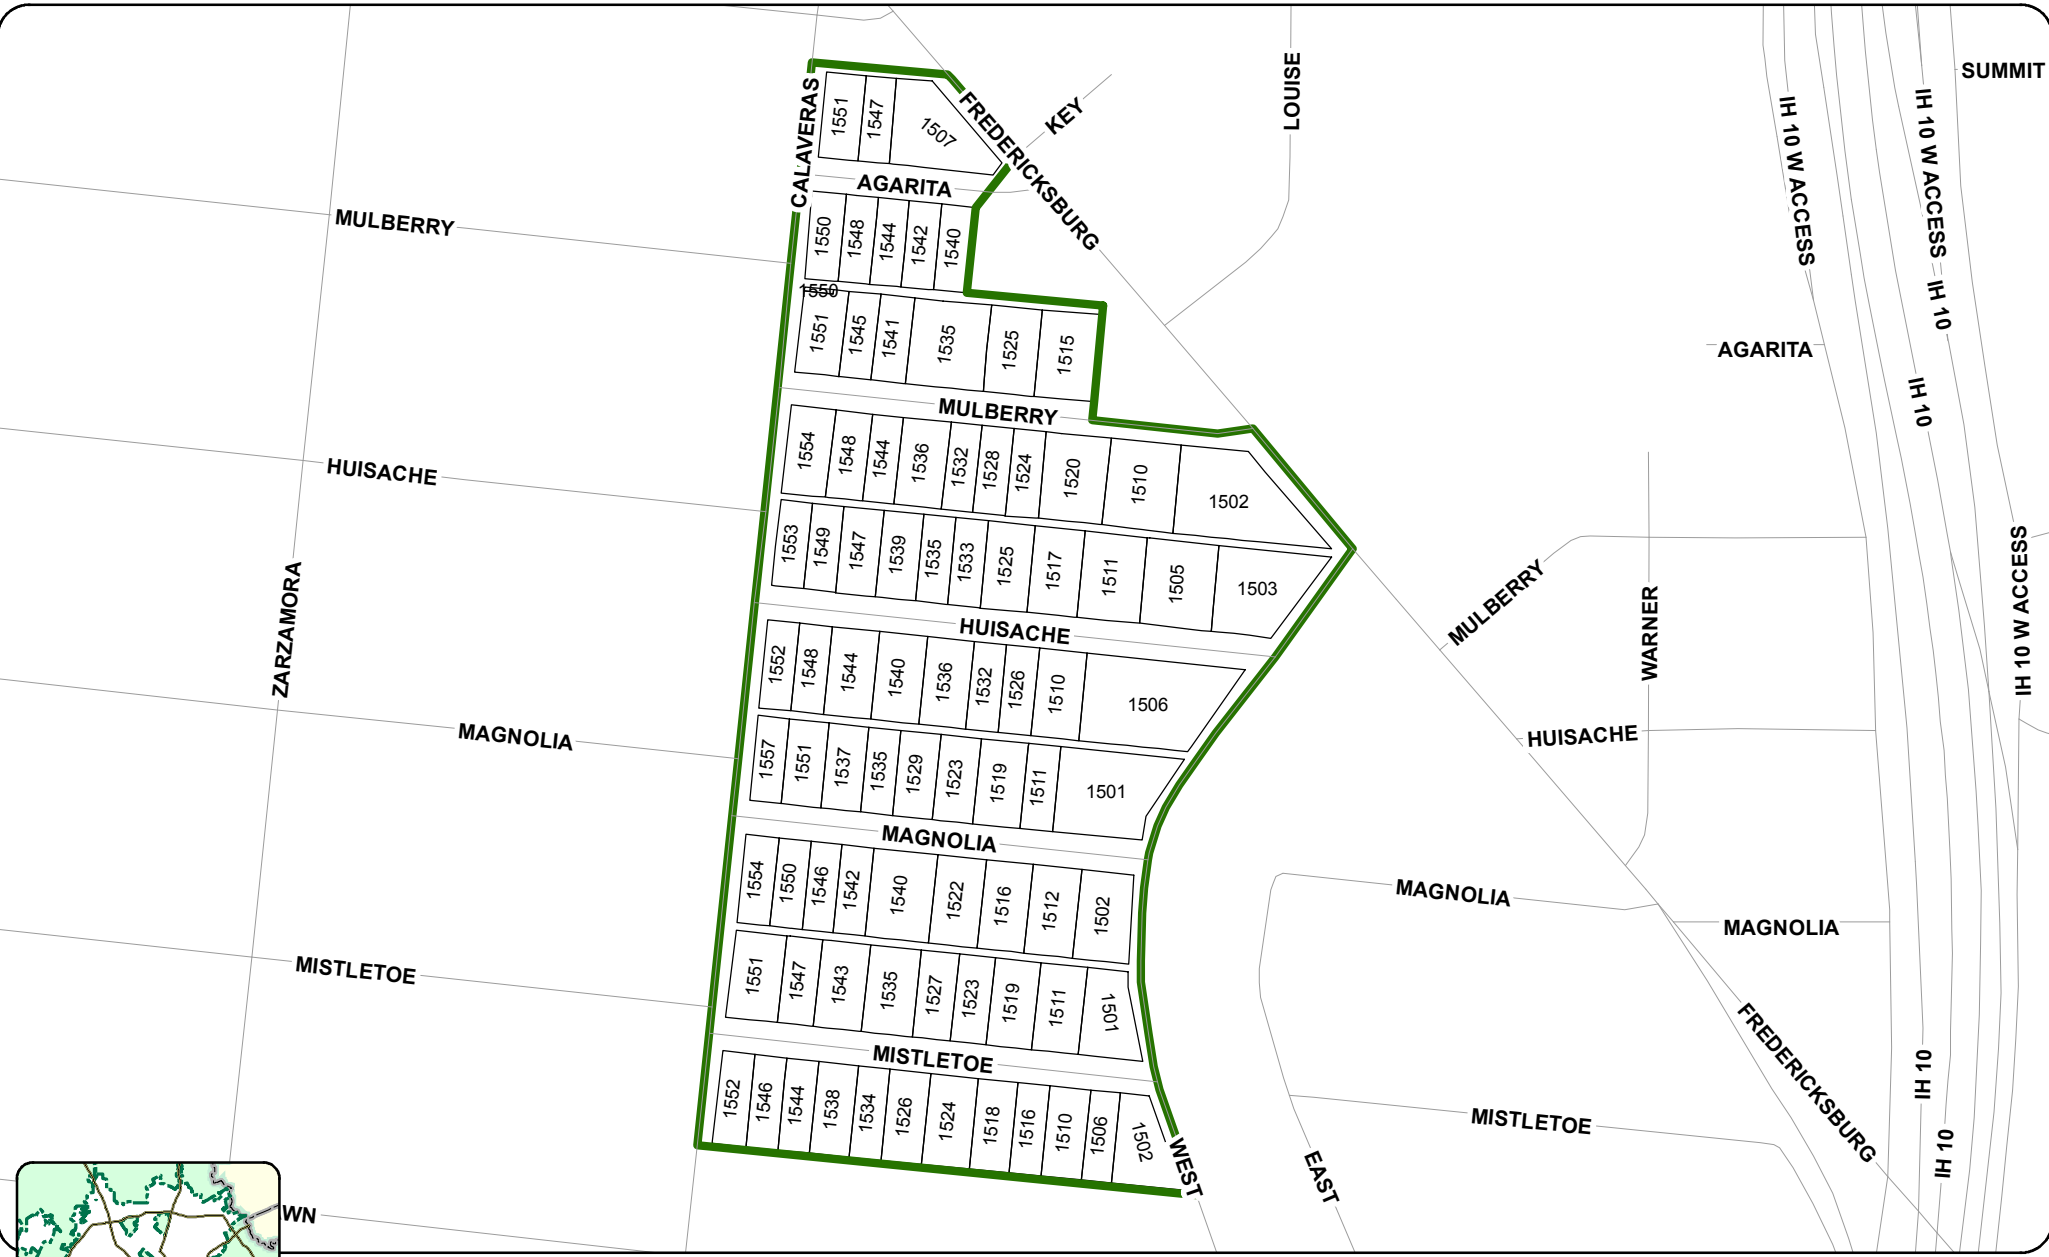 SUMMIT
LOUISE
KEY
CALAVERAS
FREDERICKSBURG
1551
1547
1507
IH 10 W ACCESS
IH 10 W ACCESS
AGARITA
MULBERRY
1550
1548
1544
1542
1540
IH 10
1550
1551
1545
1541
1535
1525
1515
AGARITA
IH 10
MULBERRY
1554
1548
1544
1536
1532
1528
1524
1520
1510
1502
HUISACHE
1553
1549
1547
1539
1535
1533
1525
1517
1511
1505
1503
MULBERRY
WARNER
IH 10 W ACCESS
ZARZAMORA
HUISACHE
1552
1548
1544
1540
1536
1532
1526
1510
1506
MAGNOLIA
HUISACHE
1557
1551
1537
1535
1529
1523
1519
1511
1501
MAGNOLIA
1554
1550
1546
1542
1540
1522
1516
1512
1502
MAGNOLIA
MAGNOLIA
MISTLETOE
1551
1547
1543
1535
1527
1523
1519
1511
1501
FREDERICKSBURG
MISTLETOE
IH 10
1552
1546
1544
1538
1534
1526
1524
1518
1516
1510
1506
1502
MISTLETOE
IH 10
WEST
EAST
WN